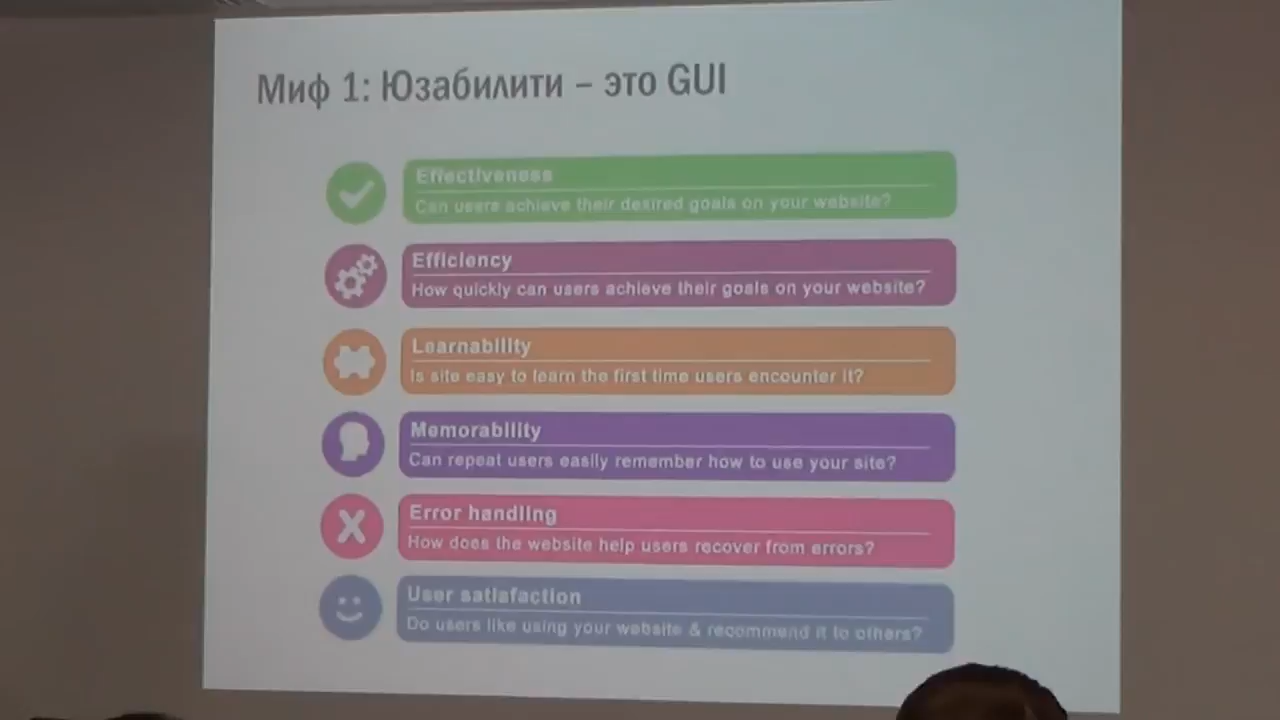 Миф 1: Юзабилити – это GUI
Effectiveness
Can users achieve their desired goals on your website?
Efficiency
How quickly can users achieve their goals on your website?
Learnability
Is site easy to learn the first time users encounter it?
Memorability
Can repeat users easily remember how to use your site?
Error handling
How does the website help users recover from errors?
User satisfaction
Do users like using your website & recommend it to others?